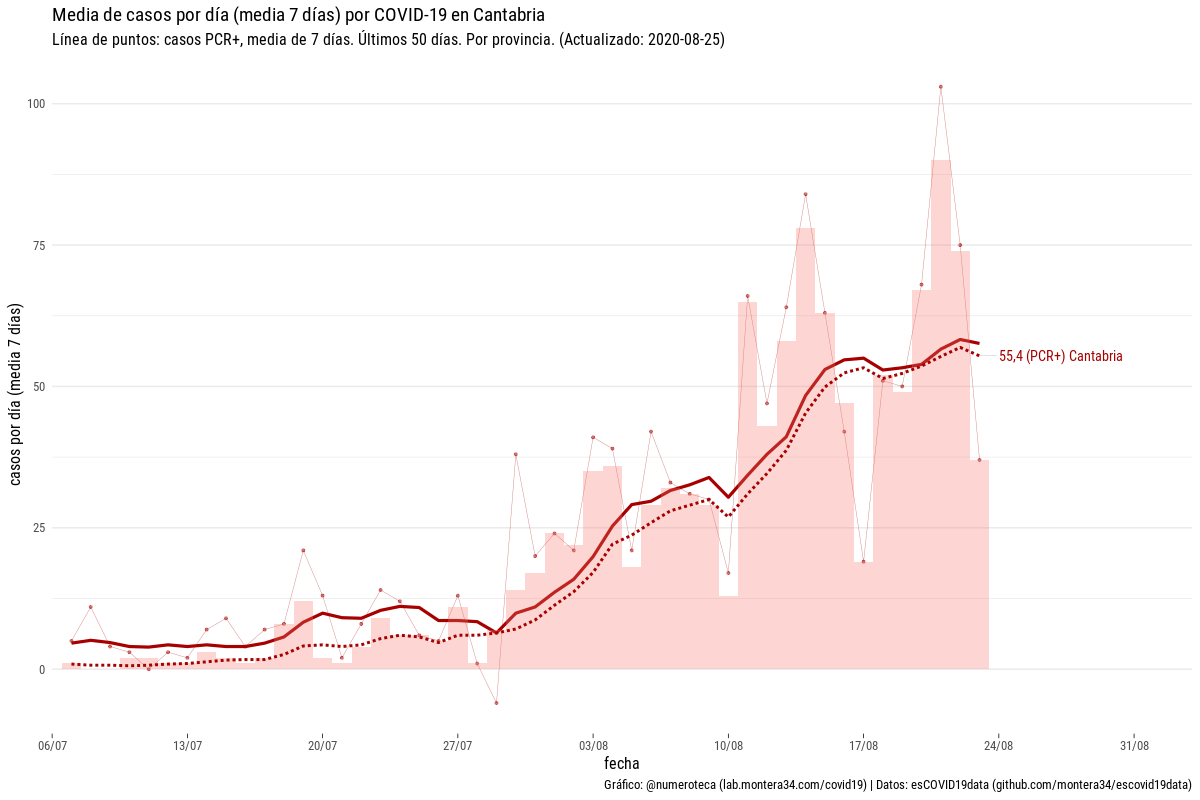 Media de casos por día (media 7 días) por COVID-19 en Cantabria
Línea de puntos: casos PCR+, media de 7 días. Últimos 50 días. Por provincia. (Actualizado: 2020-08-25)
casos por día (media 7 días)
100
75
50
25
0
55,4 (PCR+) Cantabria
06/07 13/07 20/07 27/07 03/08 10/08 17/08 24/08 31/08
fecha
Gráfico: @numeroteca (lab.montera34.com/covid19) | Datos: esCOVID19data (github.com/montera34/escovid19data)